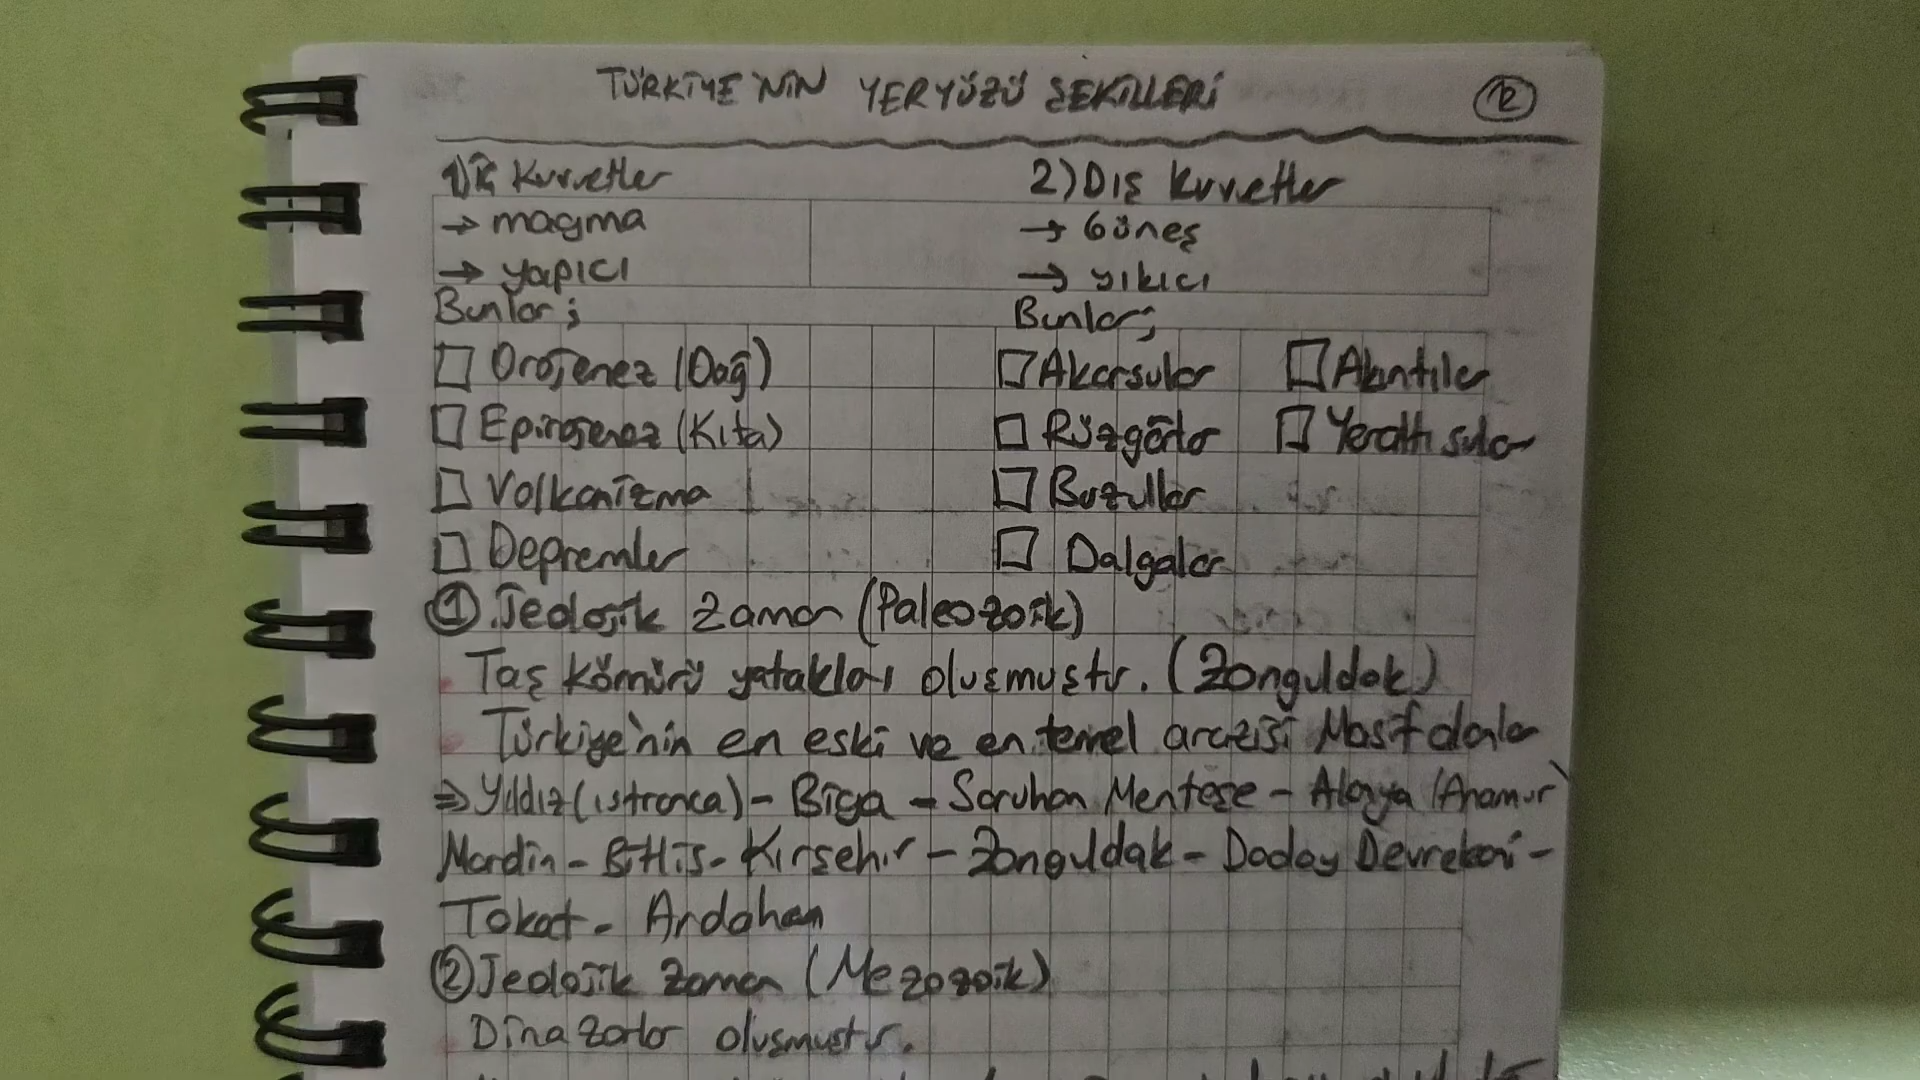 TÜRKİYE'NİN YERYÜZÜ ŞEKİLLERİ 12
1) İç Kuvvetler 2) Dış kuvvetler
→ magma → Güneş
→ yapıcı → yıkıcı
Bunlar; Bunlar;
□ Orojenez (Dağ) □ Akarsular □ Akıntılar
□ Epirojenez (Kıta) □ Rüzgârlar □ Yeraltı suları
□ Volkanizma □ Buzullar
□ Depremler □ Dalgalar
① Jeolojik Zaman (Paleozoik)
Taş kömürü yatakları oluşmuştur. (Zonguldak)
Türkiye'nin en eski ve en temel arazisi Masif
⇒ Yıldız (ıstranca) - Biga - Saruhan Menteşe - Alanya (Anamur)
Mardin - Bitlis - Kırşehir - Zonguldak - Daday Devrekani -
Tokat - Ardahan
② Jeolojik Zaman (Mezozoik)
Dinazorlar oluşmuştur.